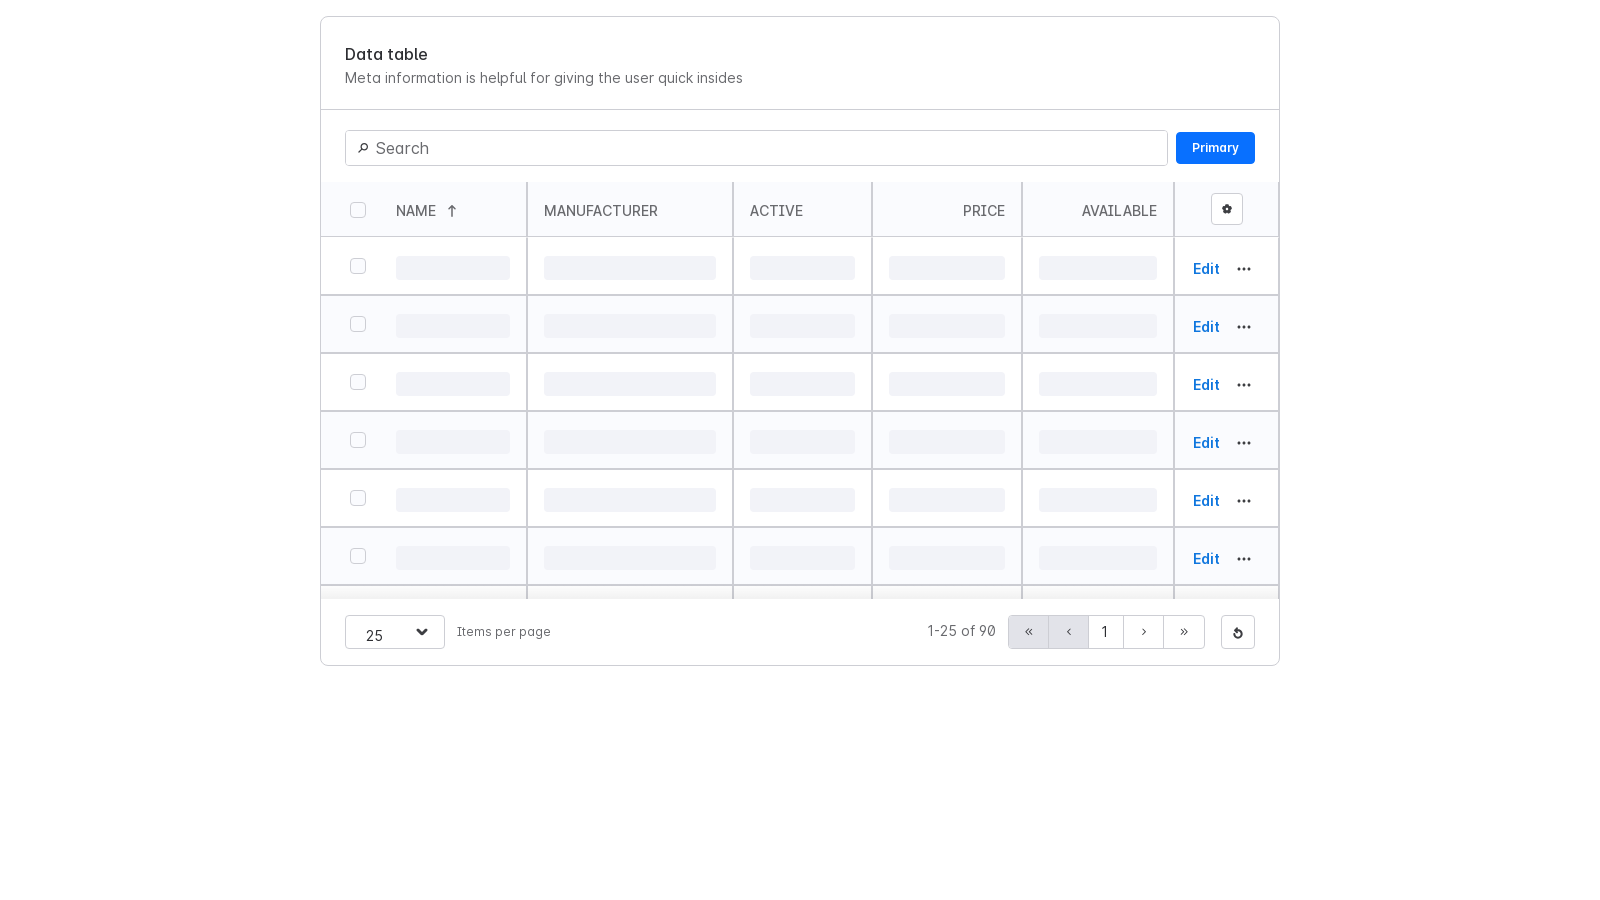 Data table
Meta information is helpful for giving the user quick insides
Search
Primary
NAME MANUFACTURER ACTIVE PRICE AVAILABLE
Edit
Edit
Edit
Edit
Edit
Edit
25 Items per page 1-25 of 90 « ‹ 1 › »